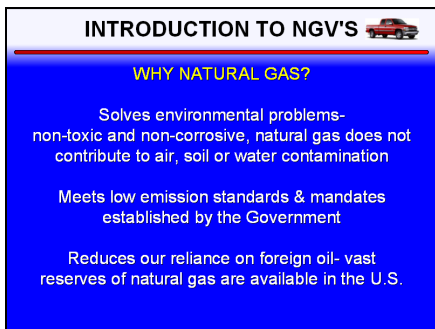 INTRODUCTION TO NGV'S
WHY NATURAL GAS?
Solves environmental problems-
non-toxic and non-corrosive, natural gas does not
contribute to air, soil or water contamination
Meets low emission standards & mandates
established by the Government
Reduces our reliance on foreign oil- vast
reserves of natural gas are available in the U.S.